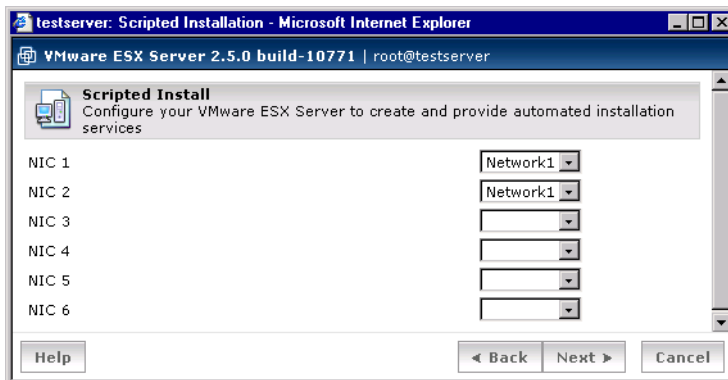 testserver: Scripted Installation - Microsoft Internet Explorer
VMware ESX Server 2.5.0 build-10771 | root@testserver
Scripted Install
Configure your VMware ESX Server to create and provide automated installation
services
NIC 1 Network1
NIC 2 Network1
NIC 3
NIC 4
NIC 5
NIC 6
Help Back Next Cancel